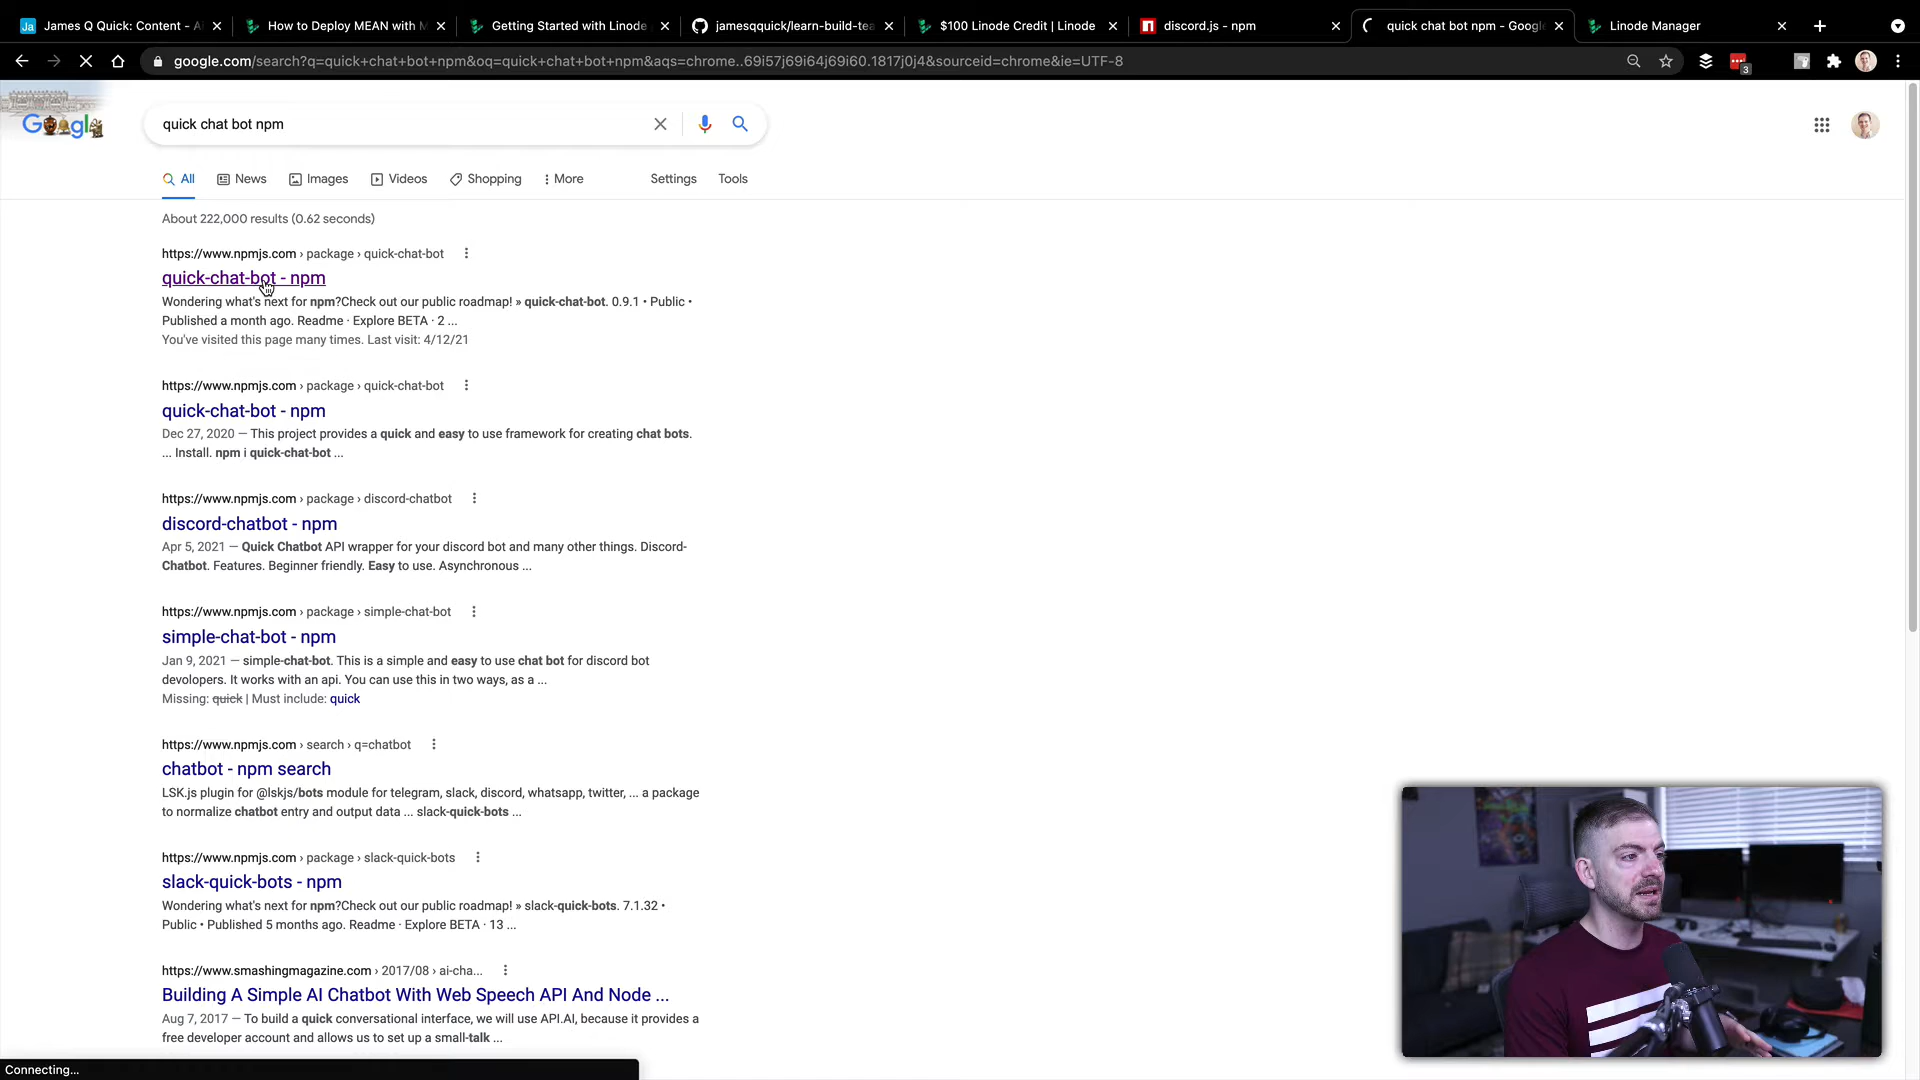 James Q Quick: Content - A
How to Deploy MEAN with M
Getting Started with Linode
jamesqquick/learn-build-tea
$100 Linode Credit | Linode
discord.js - npm
quick chat bot npm - Google
Linode Manager
google.com/search?q=quick+chat+bot+npm&oq=quick+chat+bot+npm&aqs=chrome..69i57j69i64j69i60.1817j0j4&sourceid=chrome&ie=UTF-8
3
quick chat bot npm
All
News
Images
Videos
Shopping
More
Settings
Tools
About 222,000 results (0.62 seconds)
https://www.npmjs.com › package › quick-chat-bot
quick-chat-bot - npm
Wondering what's next for npm?Check out our public roadmap! » quick-chat-bot. 0.9.1 • Public •
Published a month ago. Readme · Explore BETA · 2 ...
You've visited this page many times. Last visit: 4/12/21
https://www.npmjs.com › package › quick-chat-bot
quick-chat-bot - npm
Dec 27, 2020 — This project provides a quick and easy to use framework for creating chat bots.
... Install. npm i quick-chat-bot ...
https://www.npmjs.com › package › discord-chatbot
discord-chatbot - npm
Apr 5, 2021 — Quick Chatbot API wrapper for your discord bot and many other things. Discord-
Chatbot. Features. Beginner friendly. Easy to use. Asynchronous ...
https://www.npmjs.com › package › simple-chat-bot
simple-chat-bot - npm
Jan 9, 2021 — simple-chat-bot. This is a simple and easy to use chat bot for discord bot
devolopers. It works with an api. You can use this in two ways, as a ...
Missing: quick | Must include: quick
https://www.npmjs.com › search › q=chatbot
chatbot - npm search
LSK.js plugin for @lskjs/bots module for telegram, slack, discord, whatsapp, twitter, ... a package
to normalize chatbot entry and output data ... slack-quick-bots ...
https://www.npmjs.com › package › slack-quick-bots
slack-quick-bots - npm
Wondering what's next for npm?Check out our public roadmap! » slack-quick-bots. 7.1.32 •
Public • Published 5 months ago. Readme · Explore BETA · 13 ...
https://www.smashingmagazine.com › 2017/08 › ai-cha...
Building A Simple AI Chatbot With Web Speech API And Node ...
Aug 7, 2017 — To build a quick conversational interface, we will use API.AI, because it provides a
free developer account and allows us to set up a small-talk ...
Connecting...